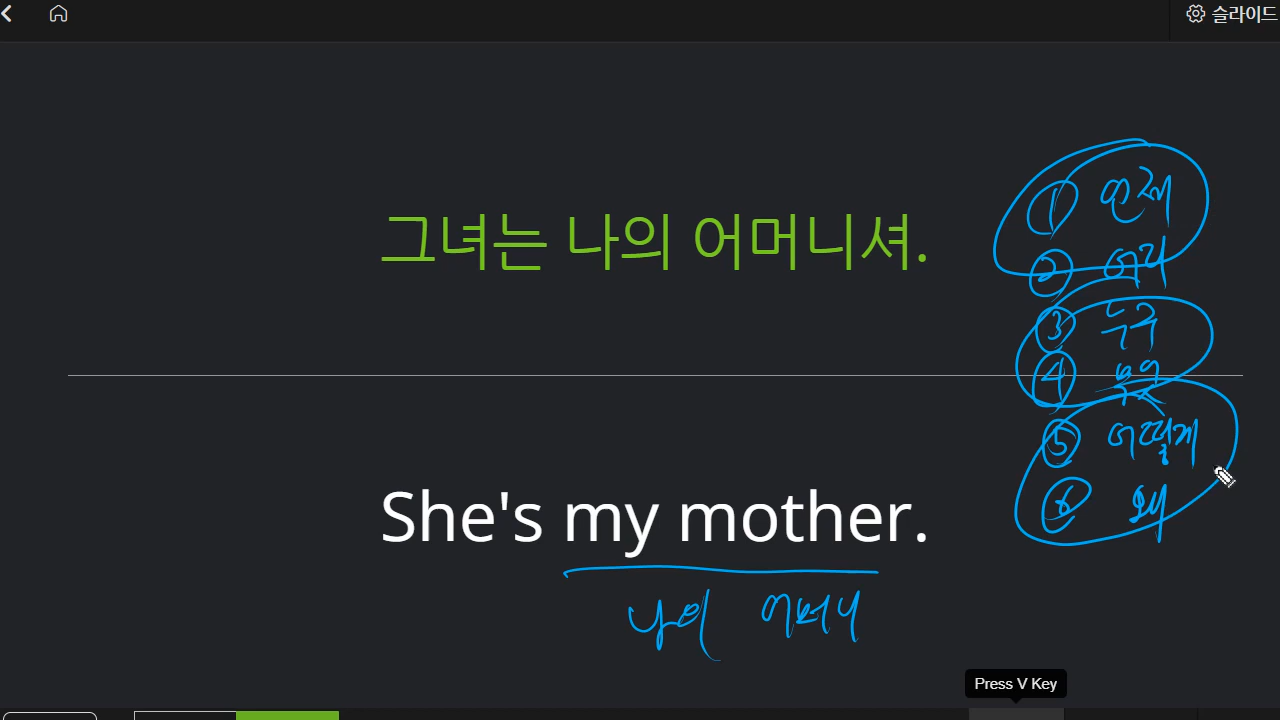 슬라이드
그녀는 나의 어머니셔.
① 언제
② 어디
③ 누구
④ 무엇
⑤ 어떻게
⑥ 왜
She's my mother.
나의 어머니
Press V Key